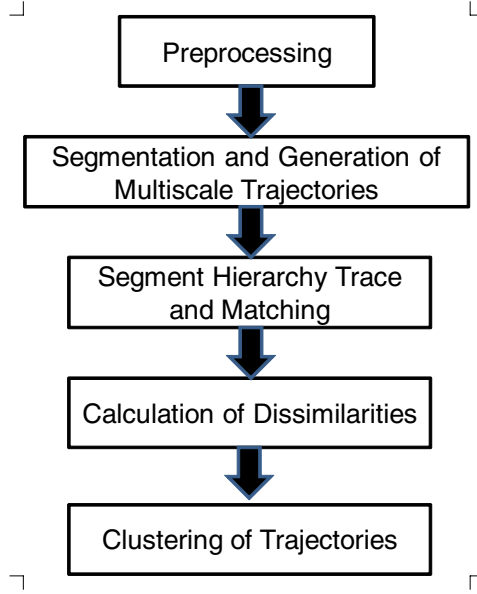 Preprocessing
Segmentation and Generation of
Multiscale Trajectories
Segment Hierarchy Trace
and Matching
Calculation of Dissimilarities
Clustering of Trajectories